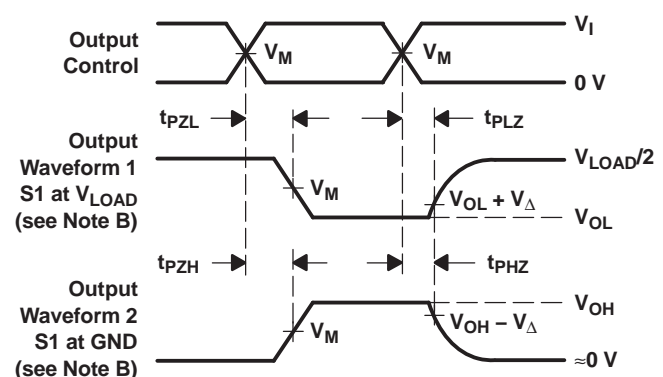 Output
Control
V_M
V_M
V_I
0 V
t_PZL
t_PLZ
Output
Waveform 1
S1 at V_LOAD
(see Note B)
V_M
V_LOAD/2
V_OL + V_Δ
V_OL
t_PZH
t_PHZ
Output
Waveform 2
S1 at GND
(see Note B)
V_M
V_OH
V_OH − V_Δ
≈0 V